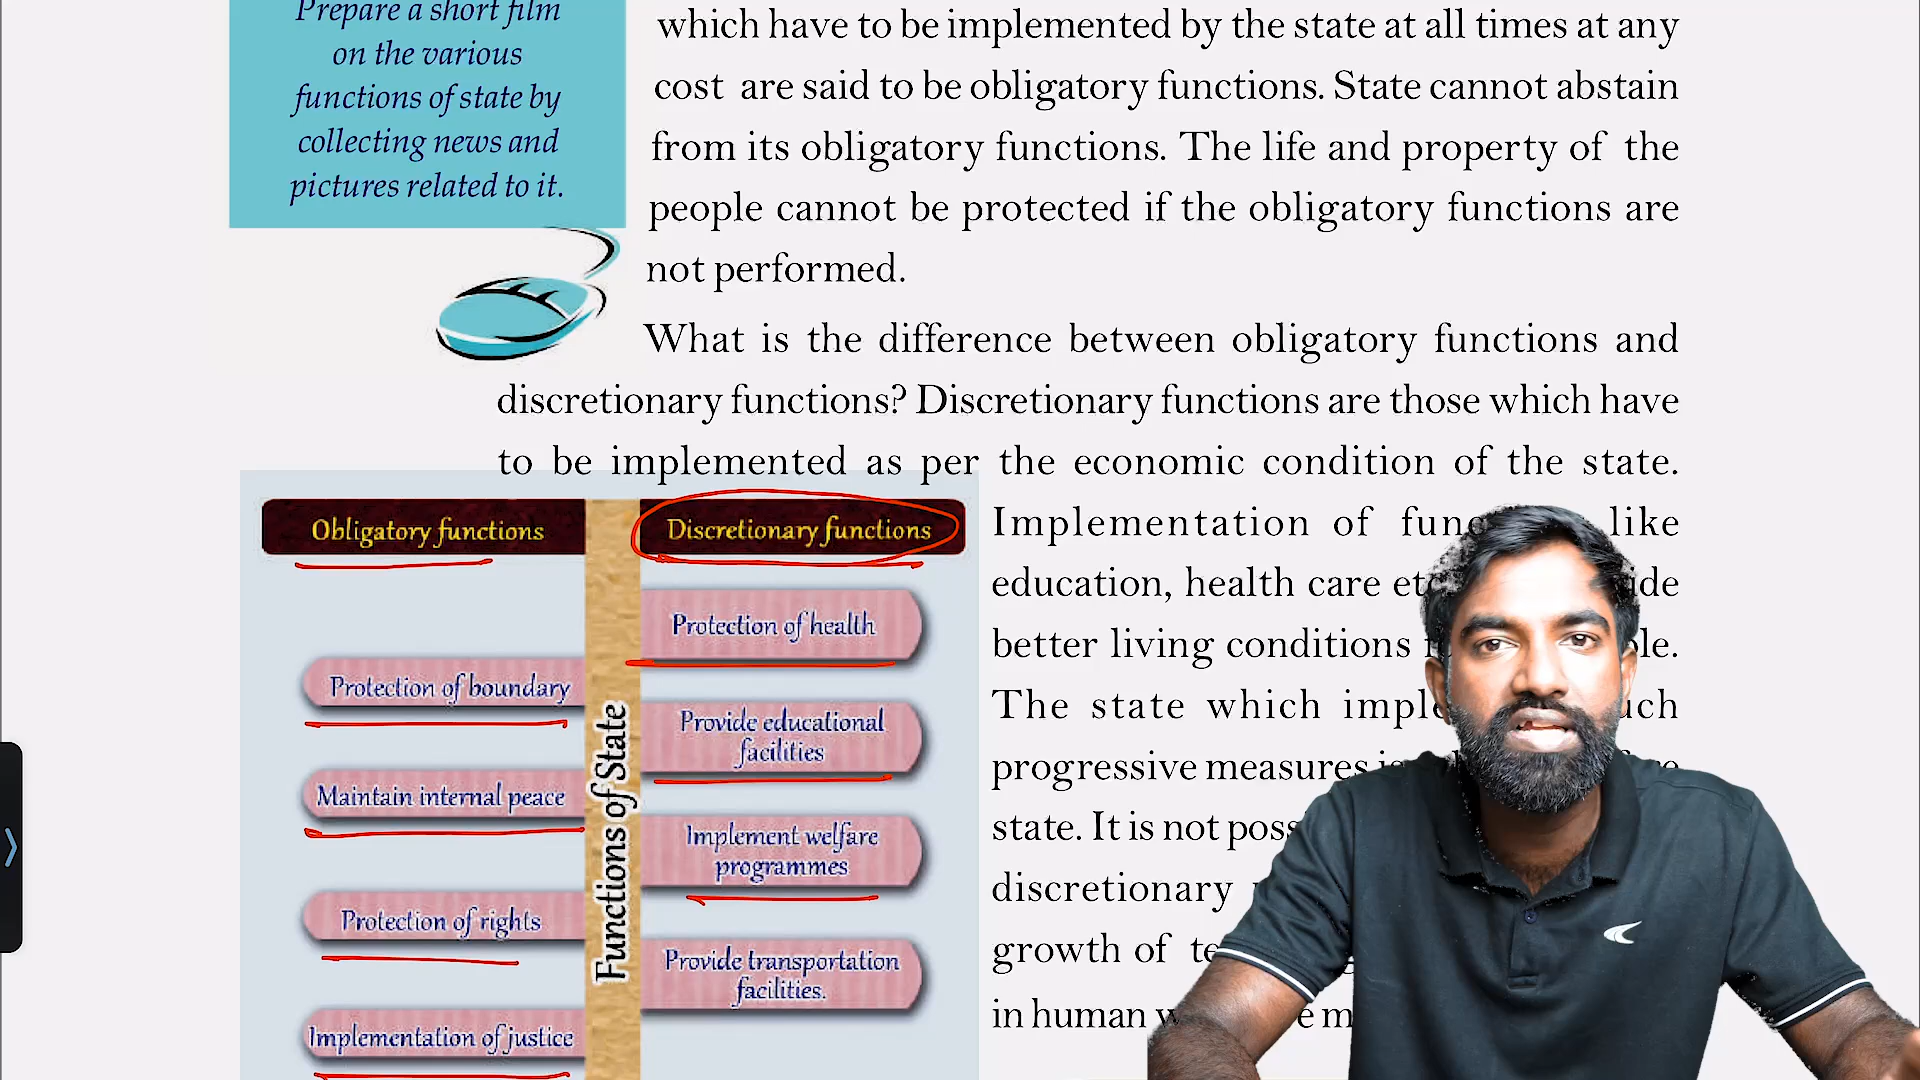 Prepare a short film
on the various
functions of state by
collecting news and
pictures related to it.
which have to be implemented by the state at all times at any
cost are said to be obligatory functions. State cannot abstain
from its obligatory functions. The life and property of the
people cannot be protected if the obligatory functions are
not performed.
What is the difference between obligatory functions and
discretionary functions? Discretionary functions are those which have
to be implemented as per the economic condition of the state.
Obligatory functions
Protection of boundary
Maintain internal peace
Protection of rights
Implementation of justice
Functions of State
Discretionary functions
Protection of health
Provide educational
facilities
Implement welfare
programmes
Provide transportation
facilities.
Implementation of like
education, health care
better living conditions
The state which
progressive measures
state. It is not
discretionary
growth of
in human